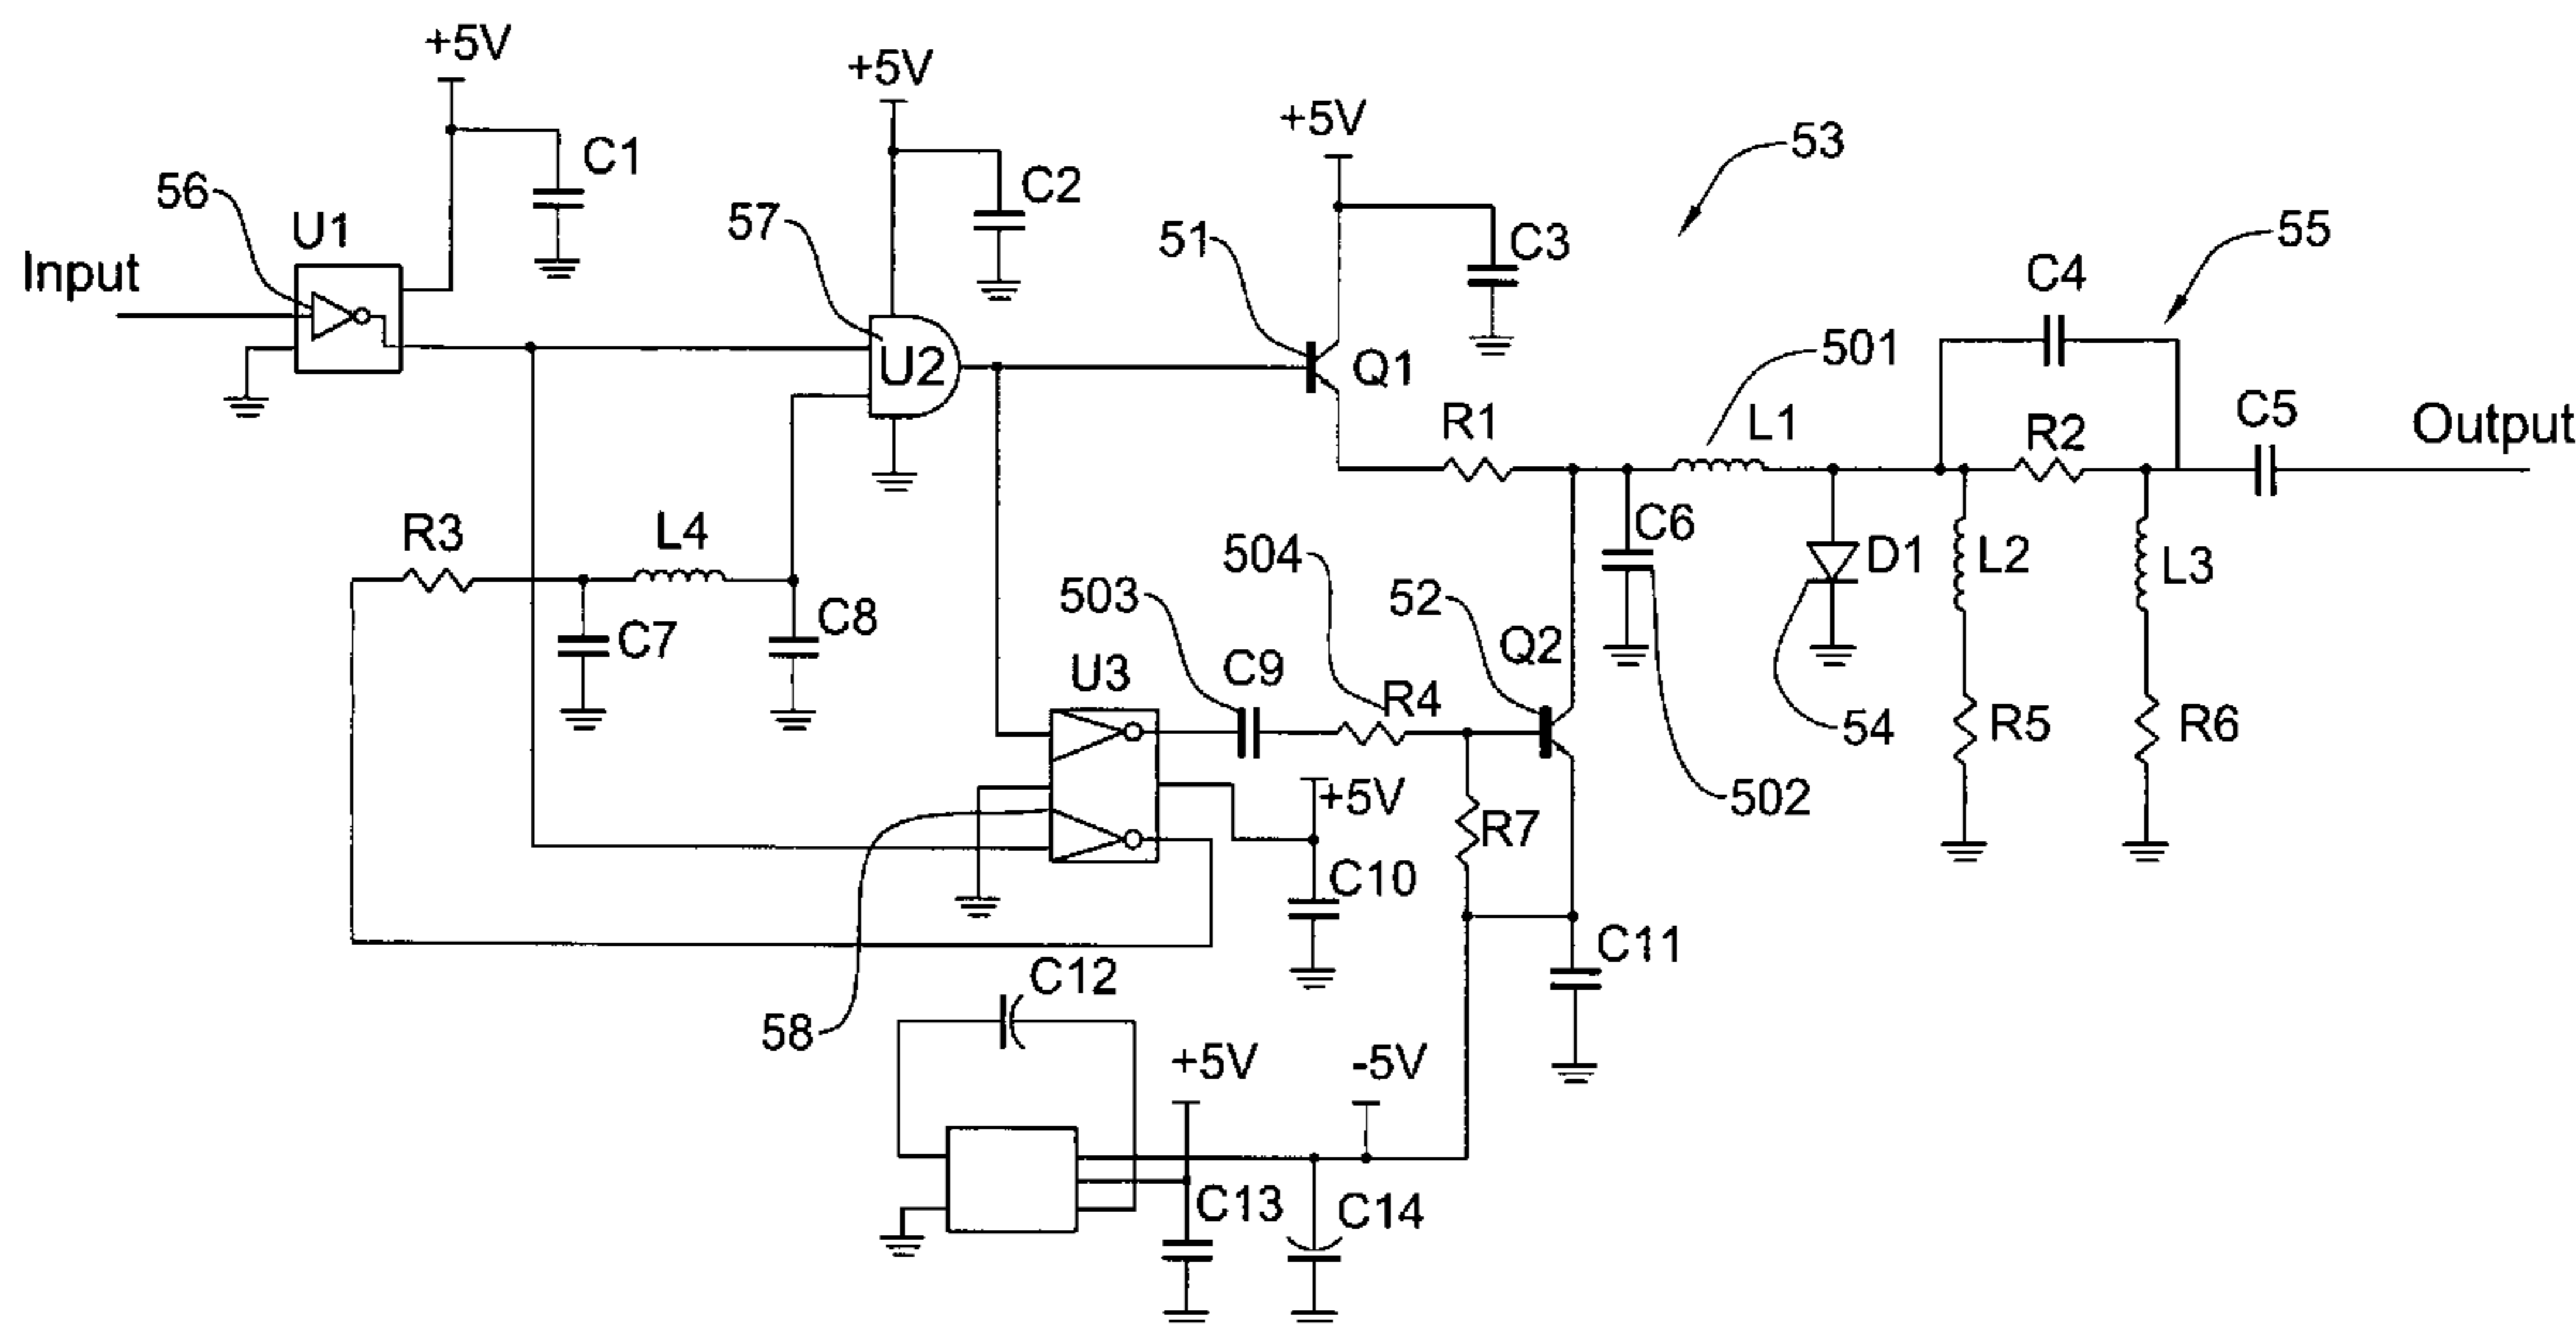 +5V
+5V
+5V
53
C1
C2
56
57
51
C3
55
U1
Input
C4
501
U2
Q1
R1
L1
C5
R2
Output
R3
L4
C6
504
D1
L2
L3
503
52
C7
C8
Q2
U3
C9
R4
R5
R6
54
502
+5V
R7
C10
C11
C12
58
+5V
-5V
C13
C14